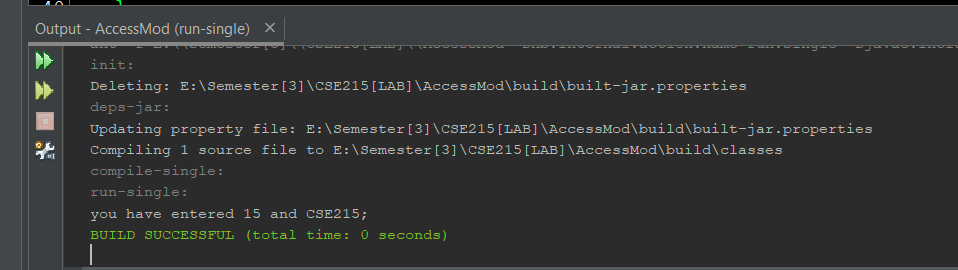 Output - AccessMod (run-single)
init:
Deleting: E:\Semester[3]\CSE215[LAB]\AccessMod\build\built-jar.properties
deps-jar:
Updating property file: E:\Semester[3]\CSE215[LAB]\AccessMod\build\built-jar.properties
Compiling 1 source file to E:\Semester[3]\CSE215[LAB]\AccessMod\build\classes
compile-single:
run-single:
you have entered 15 and CSE215;
BUILD SUCCESSFUL (total time: 0 seconds)